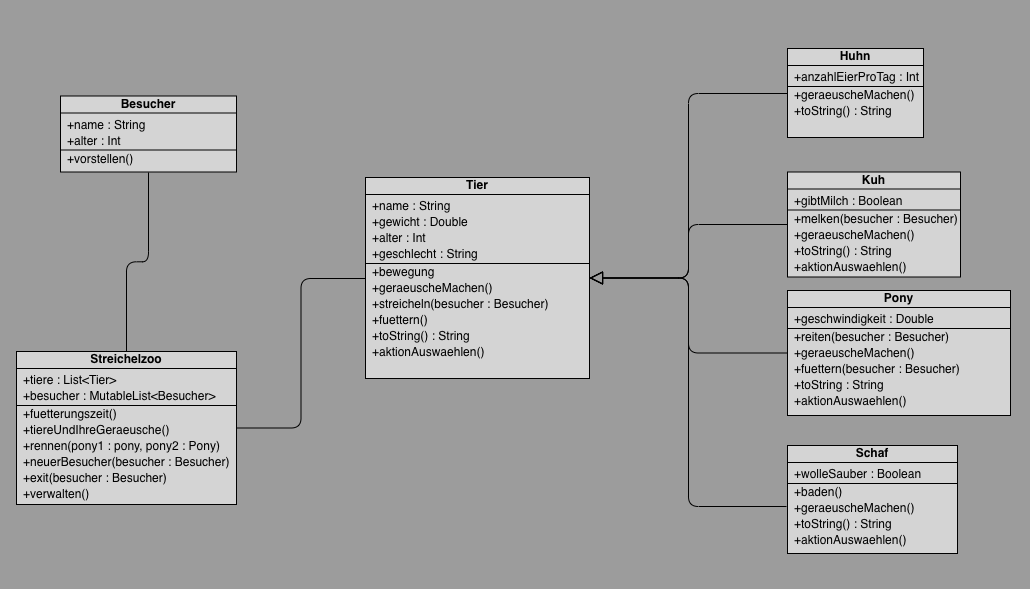 Besucher
+name : String
+alter : Int
+vorstellen()
Streichelzoo
+tiere : List<Tier>
+besucher : MutableList<Besucher>
+fuetterungszeit()
+tiereUndIhreGeraeusche()
+rennen(pony1 : pony, pony2 : Pony)
+neuerBesucher(besucher : Besucher)
+exit(besucher : Besucher)
+verwalten()
Tier
+name : String
+gewicht : Double
+alter : Int
+geschlecht : String
+bewegung
+geraeuscheMachen()
+streicheln(besucher : Besucher)
+fuettern()
+toString() : String
+aktionAuswaehlen()
Huhn
+anzahlEierProTag : Int
+geraeuscheMachen()
+toString() : String
Kuh
+gibtMilch : Boolean
+melken(besucher : Besucher)
+geraeuscheMachen()
+toString() : String
+aktionAuswaehlen()
Pony
+geschwindigkeit : Double
+reiten(besucher : Besucher)
+geraeuscheMachen()
+fuettern(besucher : Besucher)
+toString : String
+aktionAuswaehlen()
Schaf
+wolleSauber : Boolean
+baden()
+geraeuscheMachen()
+toString() : String
+aktionAuswaehlen()